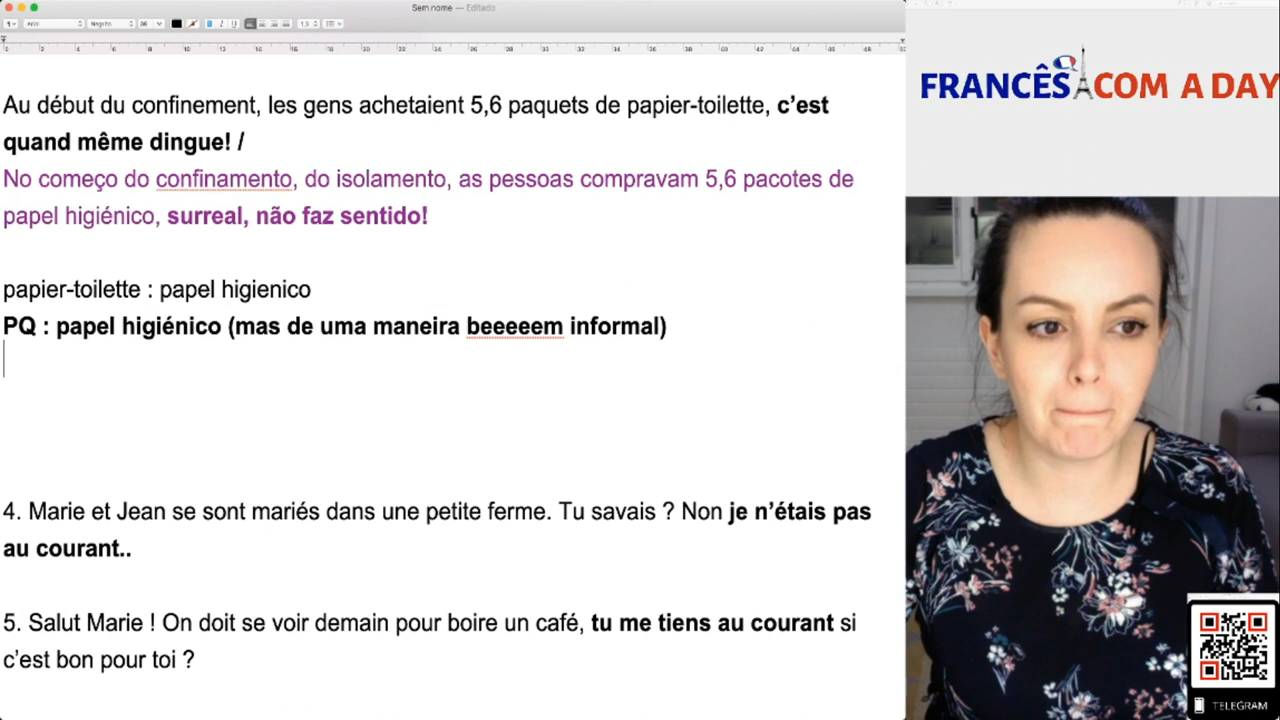 Sem nome — Editado
Au début du confinement, les gens achetaient 5,6 paquets de papier-toilette, c’est
quand même dingue! /
No começo do confinamento, do isolamento, as pessoas compravam 5,6 pacotes de
papel higiénico, surreal, não faz sentido!
papier-toilette : papel higienico
PQ : papel higiénico (mas de uma maneira beeeeem informal)
4. Marie et Jean se sont mariés dans une petite ferme. Tu savais ? Non je n’étais pas
au courant..
5. Salut Marie ! On doit se voir demain pour boire un café, tu me tiens au courant si
c’est bon pour toi ?
FRANCÊS COM A DAY
TELEGRAM